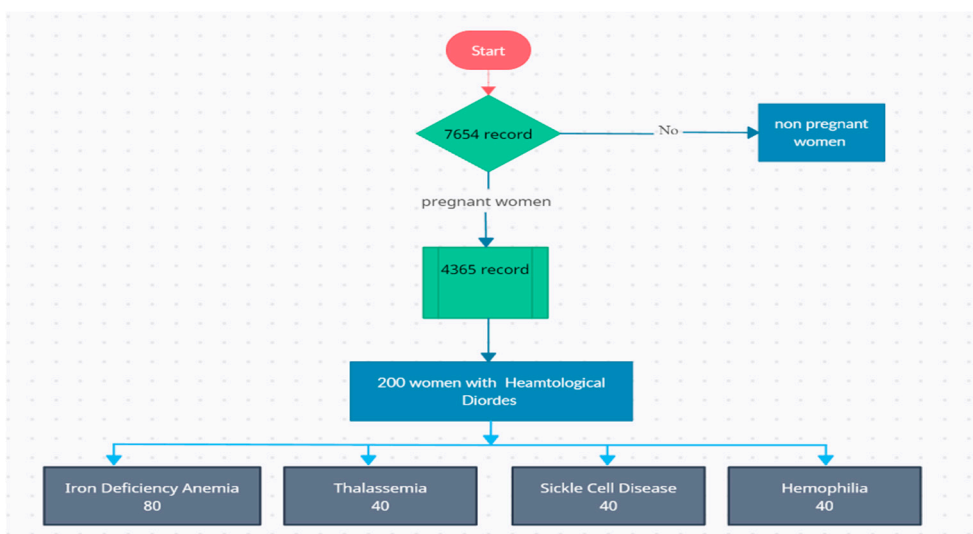 Start
7654 record
No
non pregnant
women
pregnant women
4365 record
200 women with Heamtological
Diordes
Iron Deficiency Anemia
80
Thalassemia
40
Sickle Cell Disease
40
Hemophilia
40